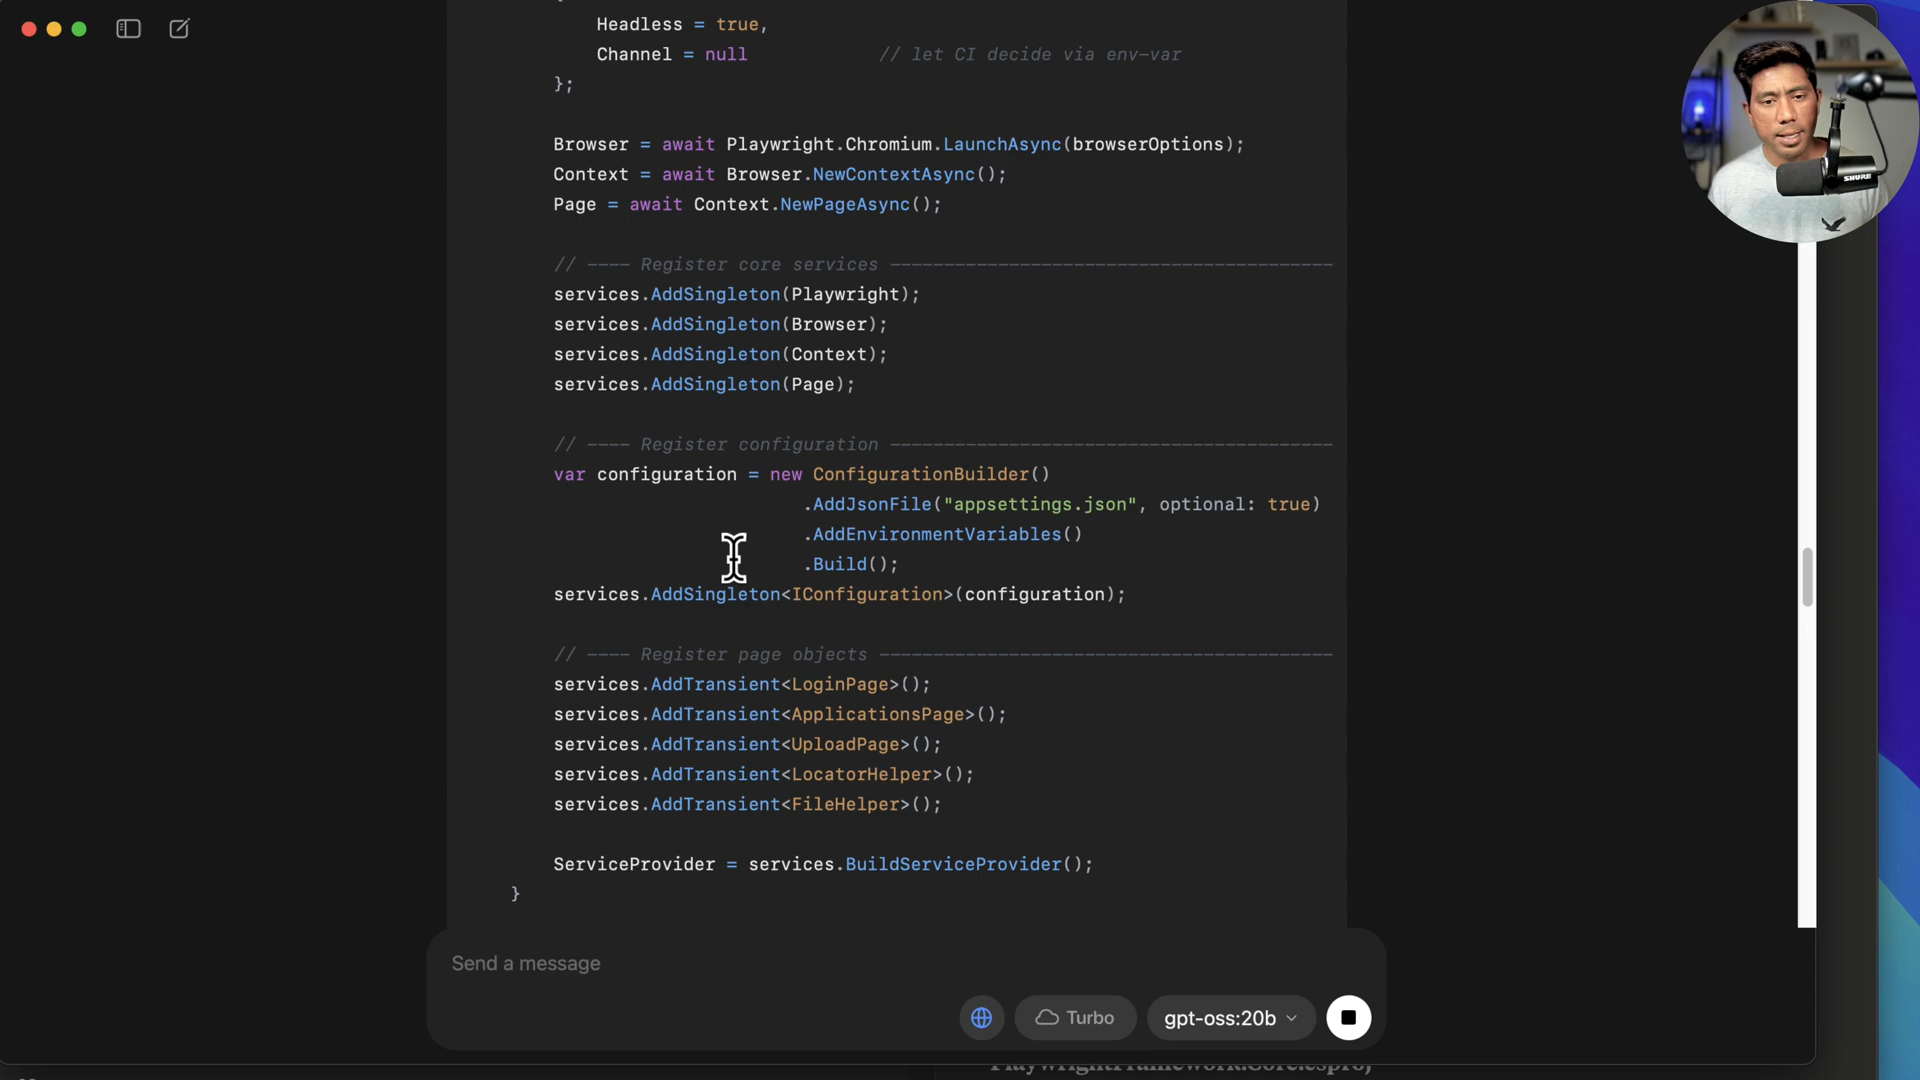 {
Headless = true,
Channel = null // let CI decide via env-var
};
Browser = await Playwright.Chromium.LaunchAsync(browserOptions);
Context = await Browser.NewContextAsync();
Page = await Context.NewPageAsync();
// ---- Register core services -----------------------------------------
services.AddSingleton(Playwright);
services.AddSingleton(Browser);
services.AddSingleton(Context);
services.AddSingleton(Page);
// ---- Register configuration -----------------------------------------
var configuration = new ConfigurationBuilder()
.AddJsonFile("appsettings.json", optional: true)
.AddEnvironmentVariables()
.Build();
services.AddSingleton<IConfiguration>(configuration);
// ---- Register page objects ------------------------------------------
services.AddTransient<LoginPage>();
services.AddTransient<ApplicationsPage>();
services.AddTransient<UploadPage>();
services.AddTransient<LocatorHelper>();
services.AddTransient<FileHelper>();
ServiceProvider = services.BuildServiceProvider();
}
Send a message
Turbo
gpt-oss:20b
SHURE
PlaywrightFramework.Core.csproj